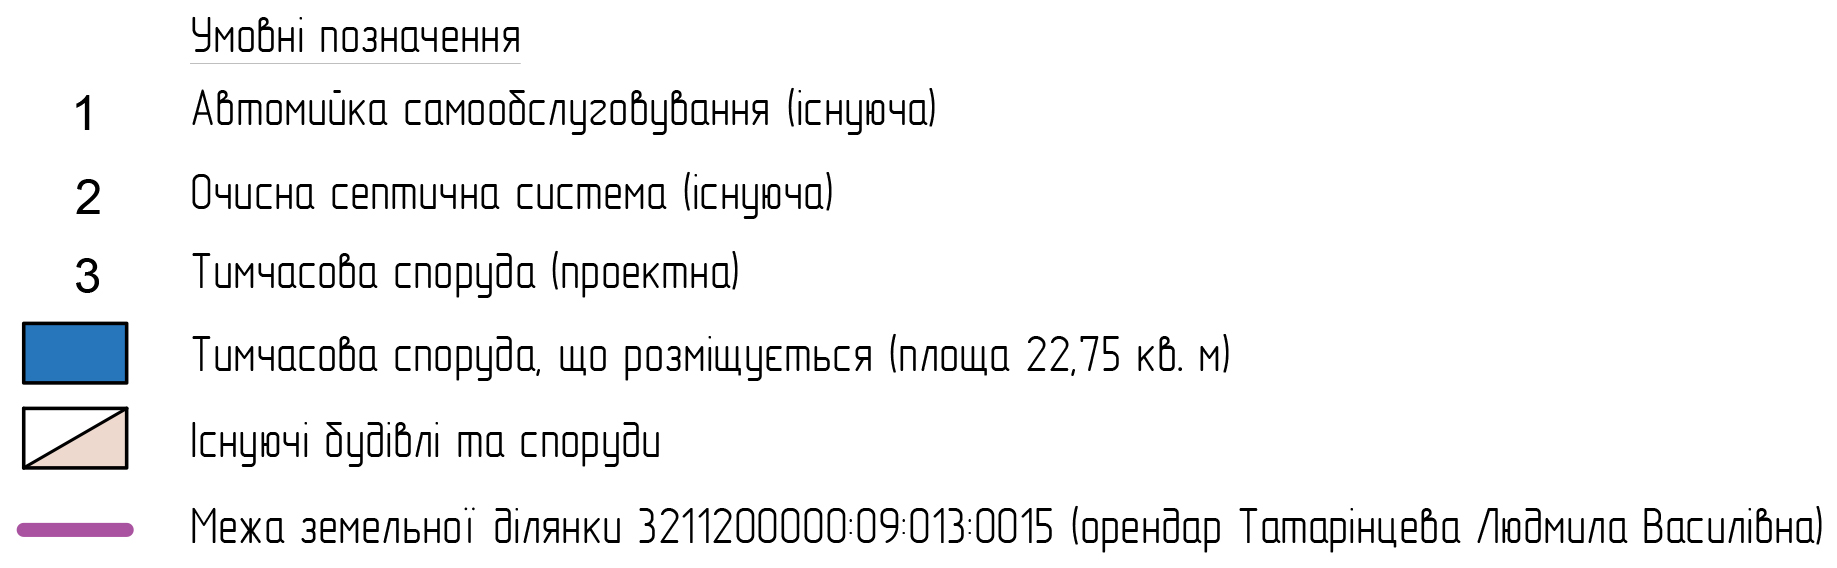 Умовні позначення
1 Автомийка самообслуговування (існуюча)
2 Очисна септична система (існуюча)
3 Тимчасова споруда (проектна)
Тимчасова споруда, що розміщується (площа 22,75 кв. м)
Існуючі будівлі та споруди
Межа земельної ділянки 3211200000:09:013:0015 (орендар Татарінцева Людмила Василівна)